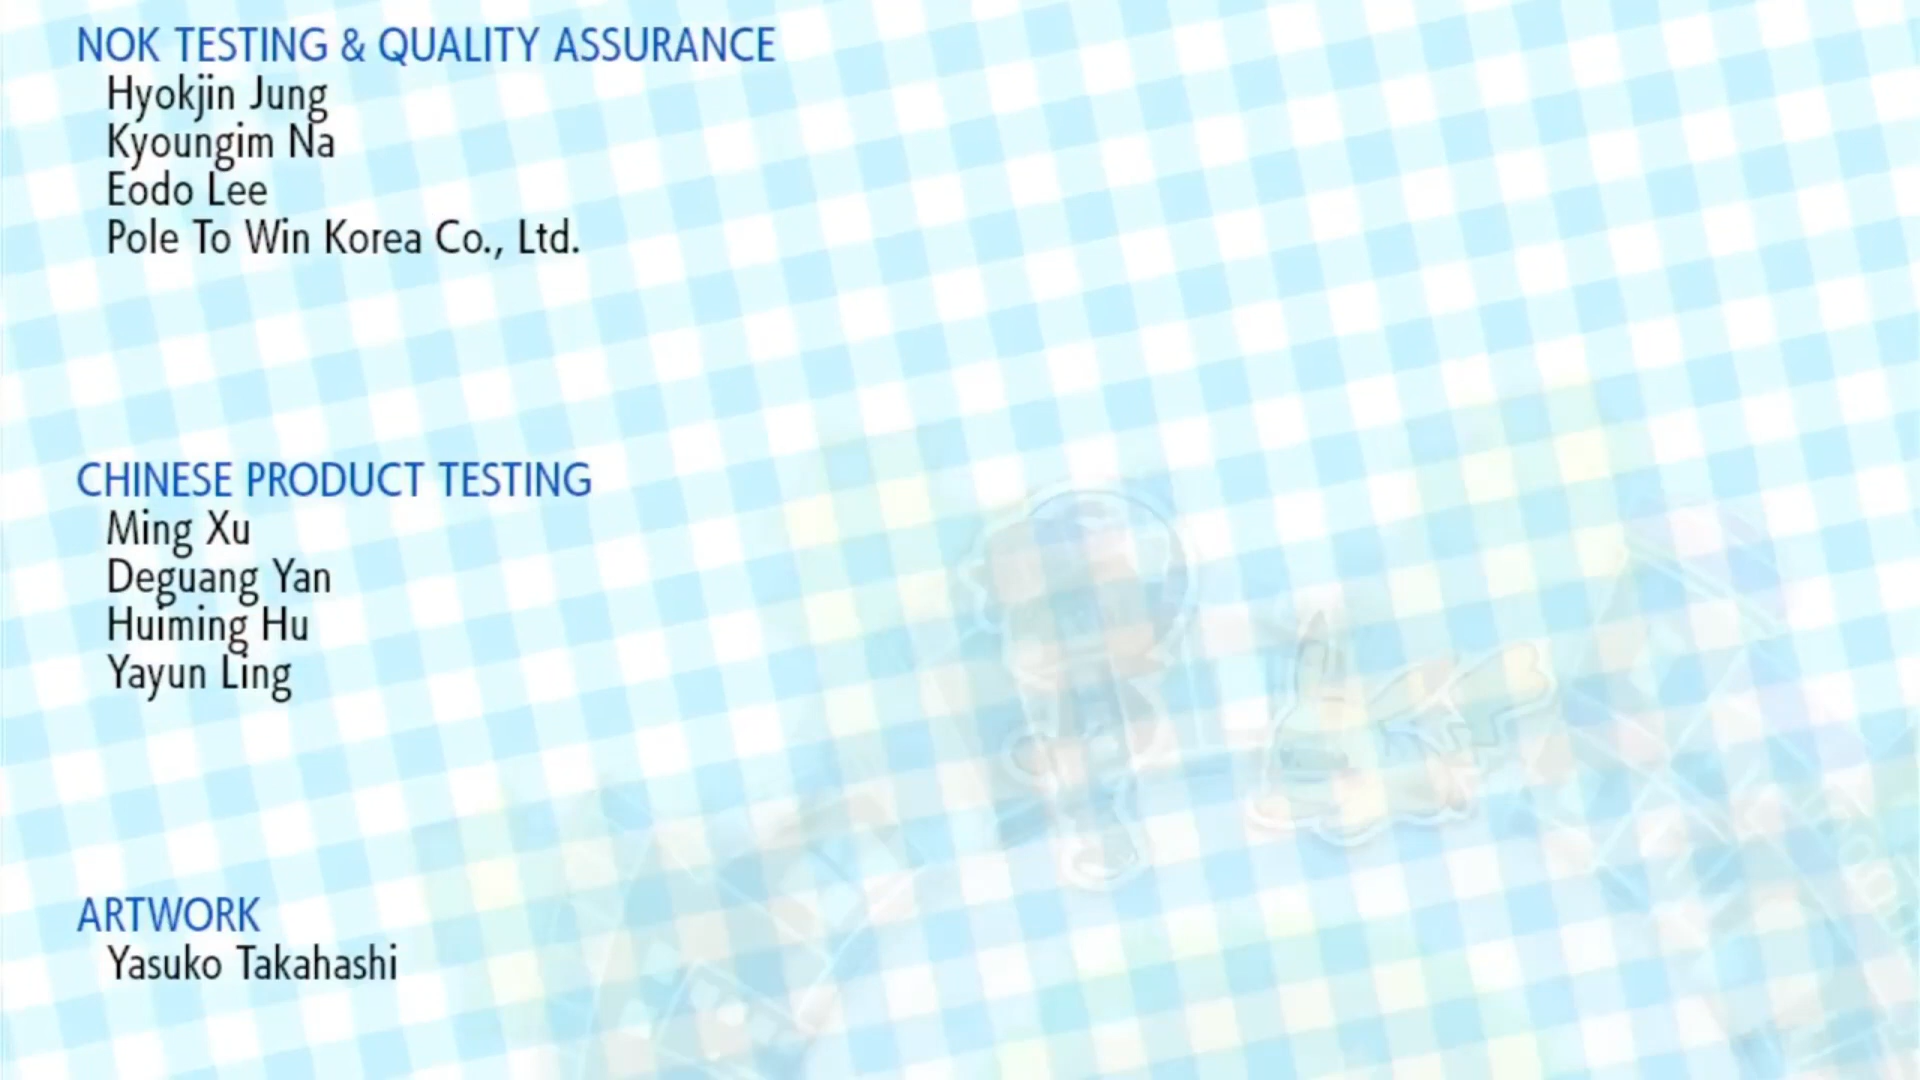 NOK TESTING & QUALITY ASSURANCE
Hyokjin Jung
Kyoungim Na
Eodo Lee
Pole To Win Korea Co., Ltd.
CHINESE PRODUCT TESTING
Ming Xu
Deguang Yan
Huiming Hu
Yayun Ling
ARTWORK
Yasuko Takahashi